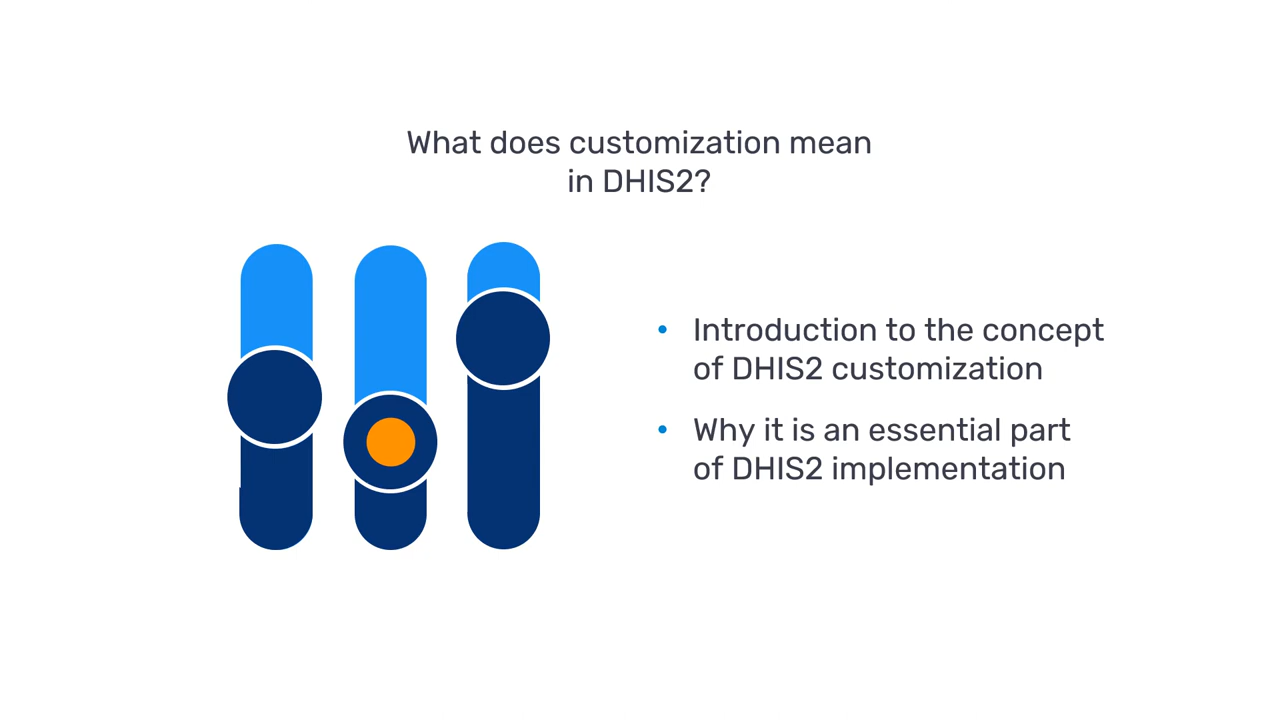 What does customization mean
in DHIS2?
• Introduction to the concept
of DHIS2 customization
• Why it is an essential part
of DHIS2 implementation